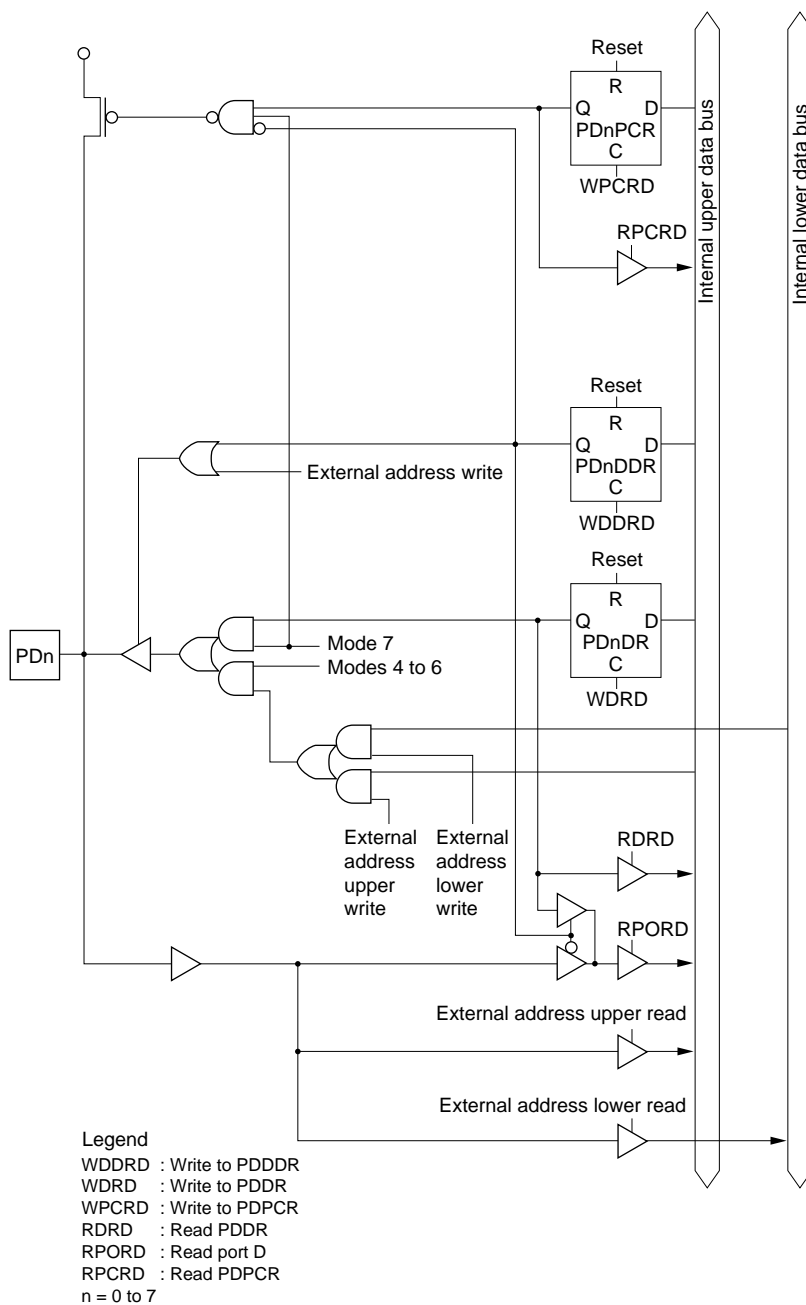 Reset
R
Q
D
PDnPCR
C
WPCRD
RPCRD
Internal upper data bus
Internal lower data bus
Reset
R
Q
D
PDnDDR
C
WDDRD
External address write
Reset
R
Q
D
PDnDR
C
WDRD
PDn
Mode 7
Modes 4 to 6
External
address
upper
write
External
address
lower
write
RDRD
RPORD
External address upper read
External address lower read
Legend
WDDRD : Write to PDDDR
WDRD : Write to PDDR
WPCRD : Write to PDPCR
RDRD : Read PDDR
RPORD : Read port D
RPCRD : Read PDPCR
n = 0 to 7